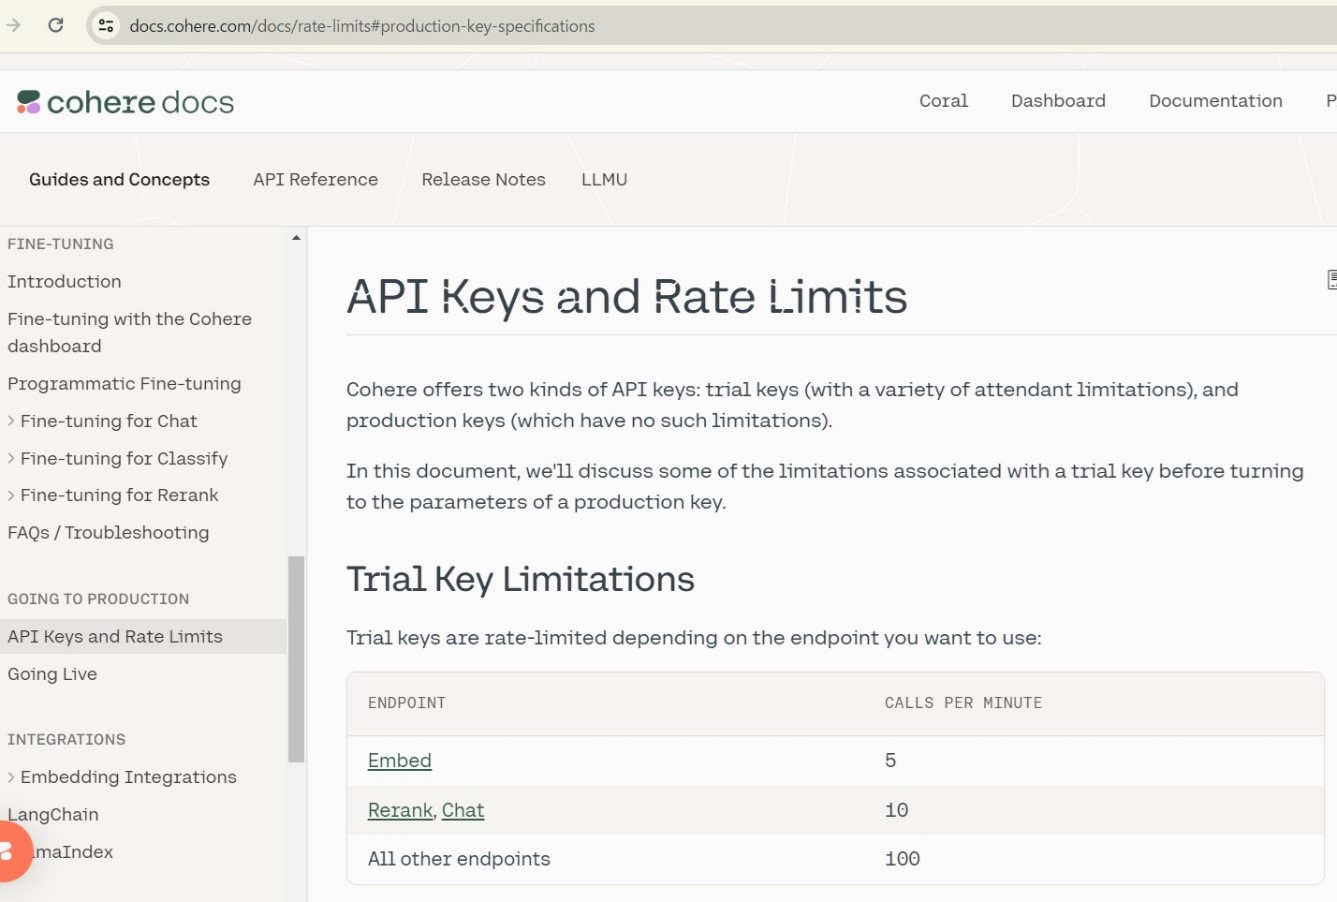 docs.cohere.com/docs/rate-limits#production-key-specifications
cohere docs
Coral Dashboard Documentation
Guides and Concepts API Reference Release Notes LLMU
FINE-TUNING
Introduction
Fine-tuning with the Cohere
dashboard
Programmatic Fine-tuning
> Fine-tuning for Chat
> Fine-tuning for Classify
> Fine-tuning for Rerank
FAQs / Troubleshooting
GOING TO PRODUCTION
API Keys and Rate Limits
Going Live
INTEGRATIONS
> Embedding Integrations
LangChain
maIndex
API Keys and Rate Limits
Cohere offers two kinds of API keys: trial keys (with a variety of attendant limitations), and
production keys (which have no such limitations).
In this document, we'll discuss some of the limitations associated with a trial key before turning
to the parameters of a production key.
Trial Key Limitations
Trial keys are rate-limited depending on the endpoint you want to use:
ENDPOINT CALLS PER MINUTE
Embed 5
Rerank, Chat 10
All other endpoints 100